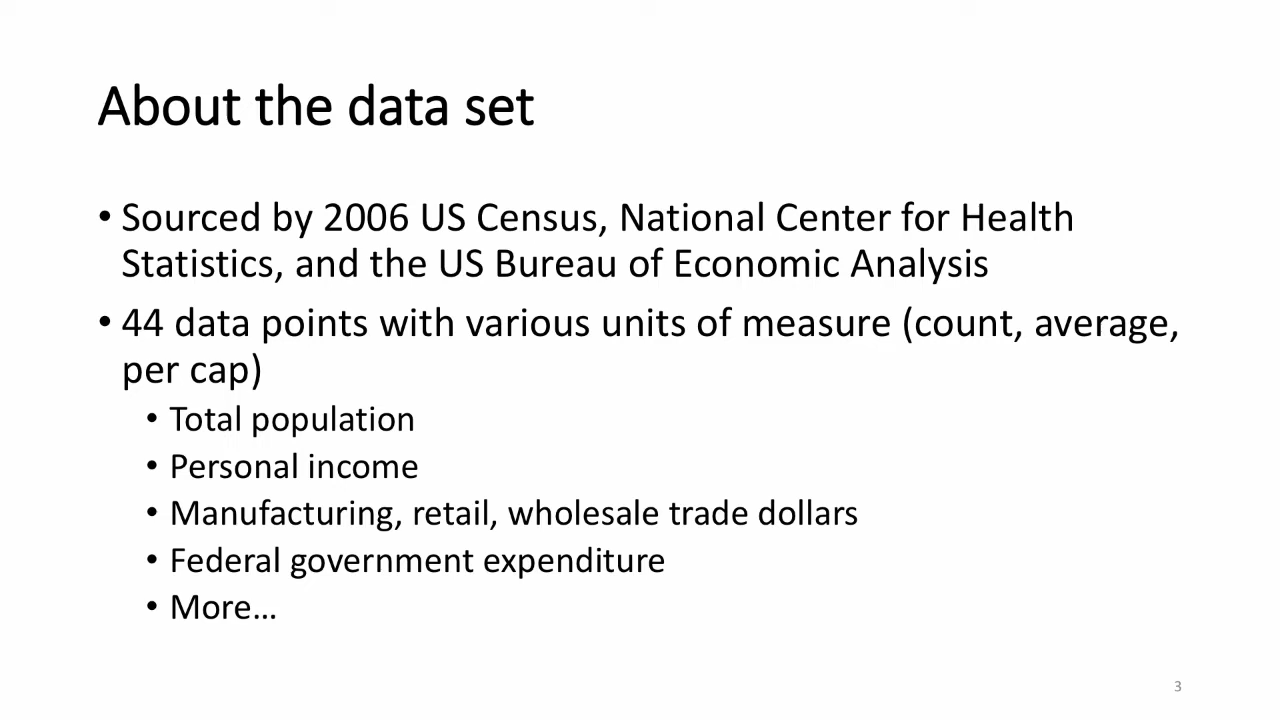 About the data set
• Sourced by 2006 US Census, National Center for Health
Statistics, and the US Bureau of Economic Analysis
• 44 data points with various units of measure (count, average,
per cap)
• Total population
• Personal income
• Manufacturing, retail, wholesale trade dollars
• Federal government expenditure
• More…
3